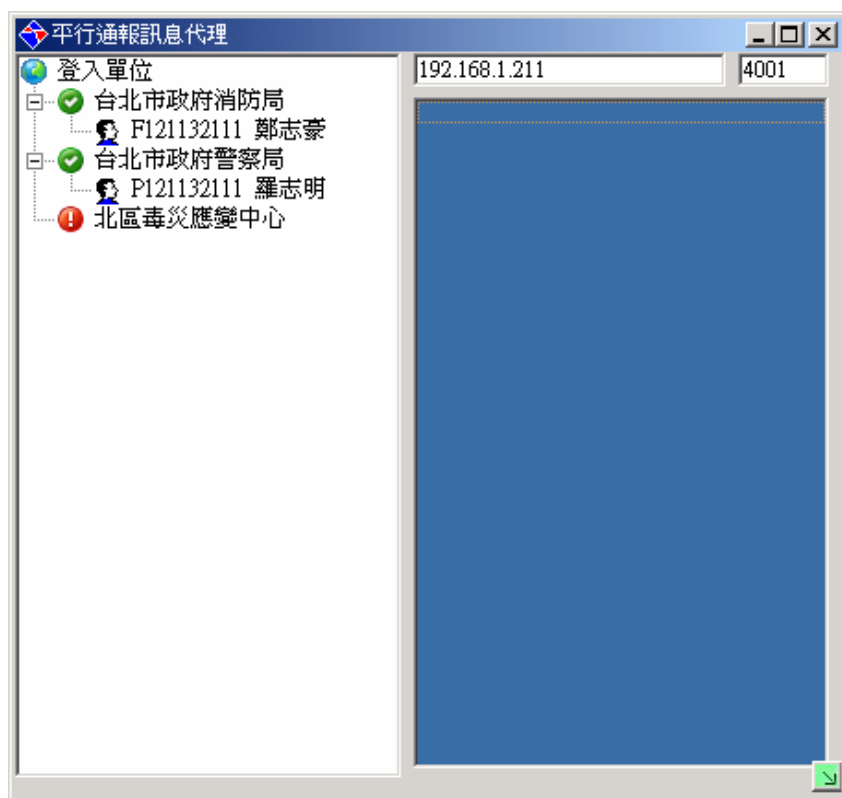 平行通報訊息代理
登入單位
台北市政府消防局
F121132111 鄭志豪
台北市政府警察局
P121132111 羅志明
北區毒災應變中心
192.168.1.211
4001